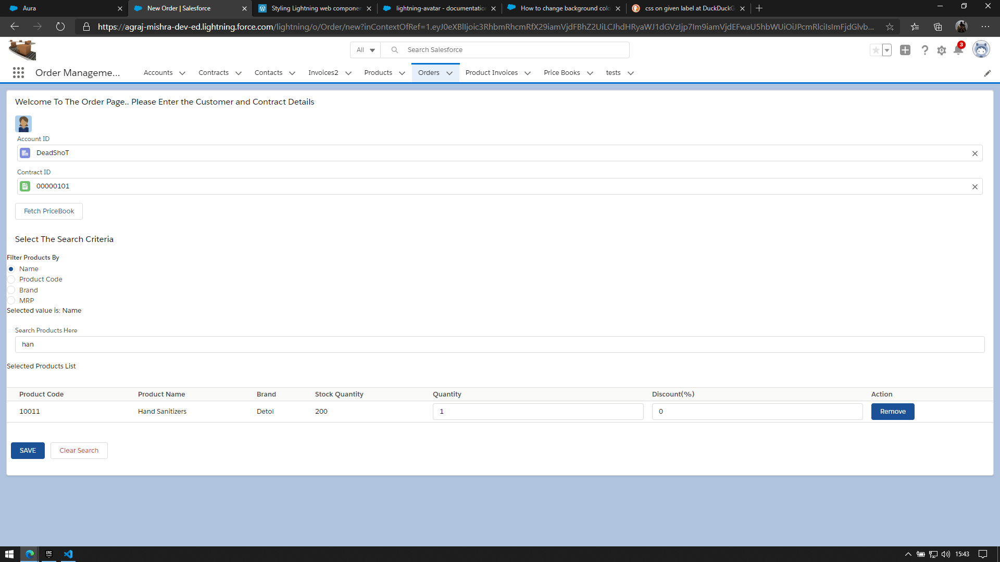 Aura
New Order | Salesforce
Styling Lightning web componen
lightning-avatar - documentation
How to change background colo
css on given label at DuckDuckG
https://agraj-mishra-dev-ed.lightning.force.com/lightning/o/Order/new?inContextOfRef=1.
All
Search Salesforce
3
Order Manageme...
Accounts
Contracts
Contacts
Invoices2
Products
Orders
Product Invoices
Price Books
tests
Welcome To The Order Page.. Please Enter the Customer and Contract Details
Account ID
DeadShoT
Contract ID
00000101
Fetch PriceBook
Select The Search Criteria
Filter Products By
Name
Product Code
Brand
MRP
Selected value is: Name
Search Products Here
han
Selected Products List
Product Code Product Name Brand Stock Quantity Quantity Discount(%) Action
10011 Hand Sanitizers Detol 200 1 0 Remove
SAVE
Clear Search
EPIC
15:43